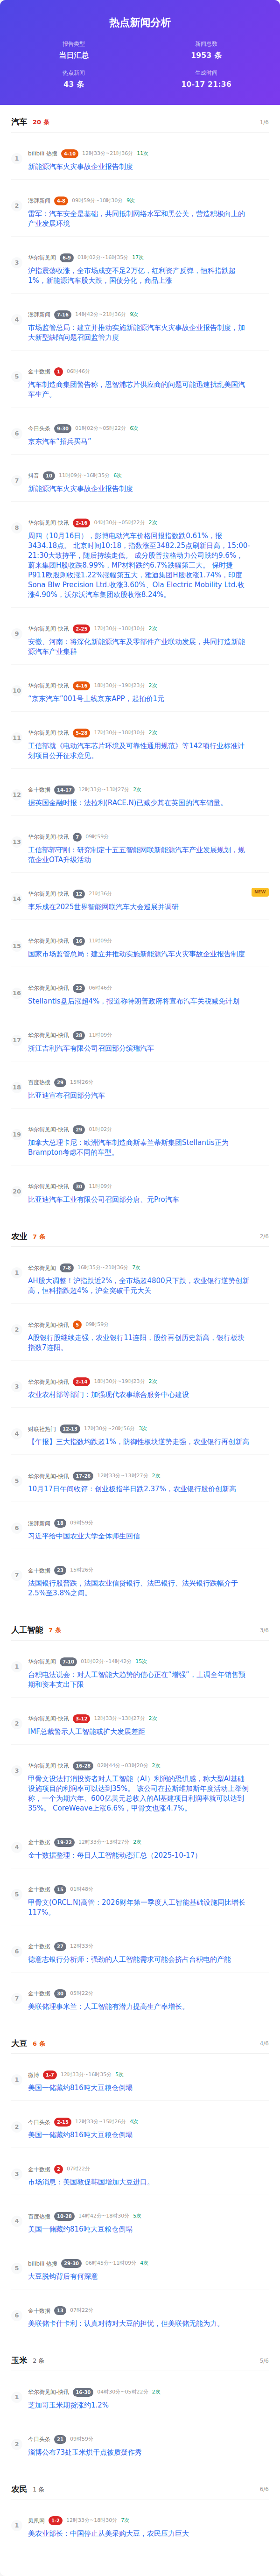 热点新闻分析
报告类型
当日汇总
新闻总数
1953 条
热点新闻
43 条
生成时间
10-17 21:36
汽车 20 条 1/6
1 bilibili 热搜 4-10 12时33分~21时36分 11次
新能源汽车火灾事故企业报告制度
2 澎湃新闻 4-8 09时59分~18时30分 9次
雷军：汽车安全是基础，共同抵制网络水军和黑公关，营造积极向上的
产业发展环境
3 华尔街见闻 6-9 01时02分~16时35分 17次
沪指震荡收涨，全市场成交不足2万亿，红利资产反弹，恒科指跌超
1%，新能源汽车股大跌，国债分化，商品上涨
4 澎湃新闻 7-16 14时42分~21时36分 9次
市场监管总局：建立并推动实施新能源汽车火灾事故企业报告制度，加
大新型缺陷问题召回监管力度
5 金十数据 1 06时46分
汽车制造商集团警告称，恩智浦芯片供应商的问题可能迅速扰乱美国汽
车生产。
6 今日头条 9-30 01时02分~05时22分 6次
京东汽车“招兵买马”
7 抖音 10 11时09分~16时35分 6次
新能源汽车火灾事故企业报告制度
8 华尔街见闻-快讯 2-16 04时30分~05时22分 2次
周四（10月16日），彭博电动汽车价格回报指数跌0.61%，报
3434.18点。 北京时间10:18，指数涨至3482.25点刷新日高，15:00-
21:30大致持平，随后持续走低。 成分股普拉格动力公司跌约9.6%，
蔚来集团H股收跌8.99%，MP材料跌约6.7%跌幅第三大。 保时捷
P911欧股则收涨1.22%涨幅第五大，雅迪集团H股收涨1.74%，印度
Sona Blw Precision Ltd.收涨3.60%、Ola Electric Mobility Ltd.收
涨4.90%，沃尔沃汽车集团欧股收涨8.24%。
9 华尔街见闻-快讯 2-25 17时30分~18时30分 2次
安徽、河南：将深化新能源汽车及零部件产业联动发展，共同打造新能
源汽车产业集群
10 华尔街见闻-快讯 4-16 18时30分~19时23分 2次
“京东汽车”001号上线京东APP，起拍价1元
11 华尔街见闻-快讯 5-28 17时30分~18时30分 2次
工信部就《电动汽车芯片环境及可靠性通用规范》等142项行业标准计
划项目公开征求意见。
12 金十数据 14-17 12时33分~13时27分 2次
据英国金融时报：法拉利(RACE.N)已减少其在英国的汽车销量。
13 华尔街见闻-快讯 7 09时59分
工信部郭守刚：研究制定十五五智能网联新能源汽车产业发展规划，规
范企业OTA升级活动
14 华尔街见闻-快讯 12 21时36分 NEW
李乐成在2025世界智能网联汽车大会巡展并调研
15 华尔街见闻-快讯 16 11时09分
国家市场监管总局：建立并推动实施新能源汽车火灾事故企业报告制度
16 华尔街见闻-快讯 22 06时46分
Stellantis盘后涨超4%，报道称特朗普政府将宣布汽车关税减免计划
17 华尔街见闻-快讯 28 11时09分
浙江吉利汽车有限公司召回部分缤瑞汽车
18 百度热搜 29 15时26分
比亚迪宣布召回部分汽车
19 华尔街见闻-快讯 29 01时02分
加拿大总理卡尼：欧洲汽车制造商斯泰兰蒂斯集团Stellantis正为
Brampton考虑不同的车型。
20 华尔街见闻-快讯 30 11时09分
比亚迪汽车工业有限公司召回部分唐、元Pro汽车
农业 7 条 2/6
1 华尔街见闻 7-8 16时35分~21时36分 7次
AH股大调整！沪指跌近2%，全市场超4800只下跌，农业银行逆势创新
高，恒科指跌超4%，沪金突破千元大关
2 华尔街见闻-快讯 5 09时59分
A股银行股继续走强，农业银行11连阳，股价再创历史新高，银行板块
指数7连阳。
3 华尔街见闻-快讯 2-14 18时30分~19时23分 2次
农业农村部等部门：加强现代农事综合服务中心建设
4 财联社热门 12-13 17时30分~20时56分 3次
【午报】三大指数均跌超1%，防御性板块逆势走强，农业银行再创新高
5 华尔街见闻-快讯 17-26 12时33分~13时27分 2次
10月17日午间收评：创业板指半日跌2.37%，农业银行股价创新高
6 澎湃新闻 18 09时59分
习近平给中国农业大学全体师生回信
7 金十数据 23 15时26分
法国银行股普跌，法国农业信贷银行、法巴银行、法兴银行跌幅介于
2.5%至3.8%之间。
人工智能 7 条 3/6
1 华尔街见闻 7-10 01时02分~14时42分 15次
台积电法说会：对人工智能大趋势的信心正在“增强”，上调全年销售预
期和资本支出下限
2 华尔街见闻-快讯 3-12 12时33分~13时27分 2次
IMF总裁警示人工智能或扩大发展差距
3 华尔街见闻-快讯 16-28 02时44分~03时20分 2次
甲骨文设法打消投资者对人工智能（AI）利润的恐惧感，称大型AI基础
设施项目的利润率可以达到35%。 该公司在拉斯维加斯年度活动上举例
称，一个为期六年、600亿美元总收入的AI基建项目利润率就可以达到
35%。 CoreWeave上涨6.6%，甲骨文也涨4.7%。
4 金十数据 19-22 12时33分~13时27分 2次
金十数据整理：每日人工智能动态汇总（2025-10-17）
5 金十数据 15 01时48分
甲骨文(ORCL.N)高管：2026财年第一季度人工智能基础设施同比增长
117%。
6 金十数据 27 12时33分
德意志银行分析师：强劲的人工智能需求可能会挤占台积电的产能
7 金十数据 30 05时22分
美联储理事米兰：人工智能有潜力提高生产率增长。
大豆 6 条 4/6
1 微博 1-7 12时33分~16时35分 5次
美国一储藏约816吨大豆粮仓倒塌
2 今日头条 2-15 12时33分~15时26分 4次
美国一储藏约816吨大豆粮仓倒塌
3 金十数据 2 07时22分
市场消息：美国敦促韩国增加大豆进口。
4 百度热搜 10-28 14时42分~18时30分 5次
美国一储藏约816吨大豆粮仓倒塌
5 bilibili 热搜 29-30 06时45分~11时09分 4次
大豆脱钩背后有何深意
6 金十数据 13 07时22分
美联储卡什卡利：认真对待对大豆的担忧，但美联储无能为力。
玉米 2 条 5/6
1 华尔街见闻-快讯 16-30 04时30分~05时22分 2次
芝加哥玉米期货涨约1.2%
2 今日头条 21 09时59分
淄博公布73处玉米烘干点被质疑作秀
农民 1 条 6/6
1 凤凰网 1-2 12时33分~18时30分 7次
美农业部长：中国停止从美采购大豆，农民压力巨大